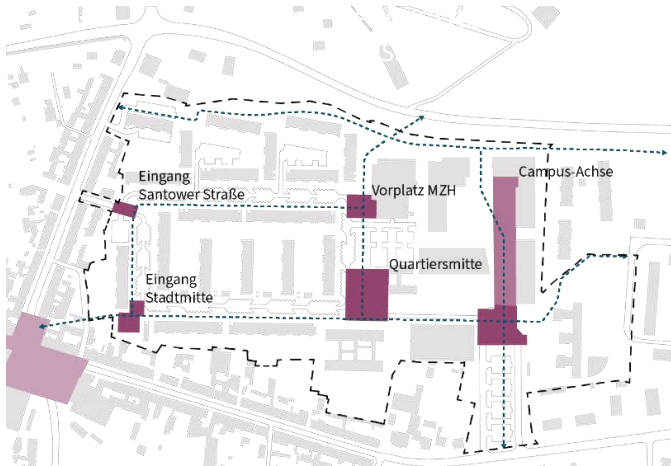 S
Eingang
Santower Straße
Vorplatz MZH
Campus-Achse
Quartiersmitte
Eingang
Stadtmitte